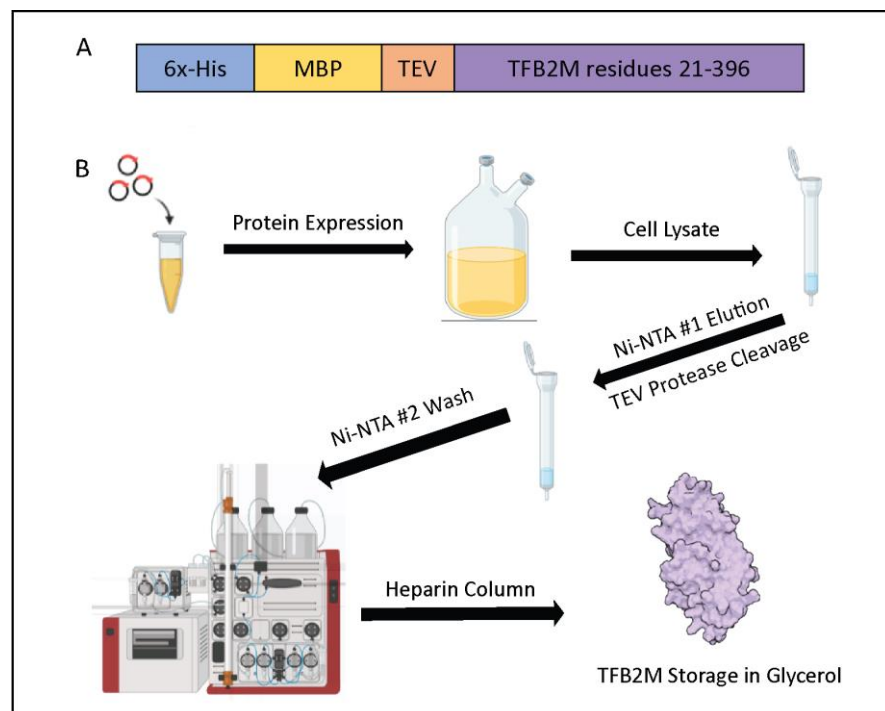 A
6x-His MBP TEV TFB2M residues 21-396
B
Protein Expression
Cell Lysate
Ni-NTA #1 Elution
TEV Protease Cleavage
Ni-NTA #2 Wash
Heparin Column
TFB2M Storage in Glycerol